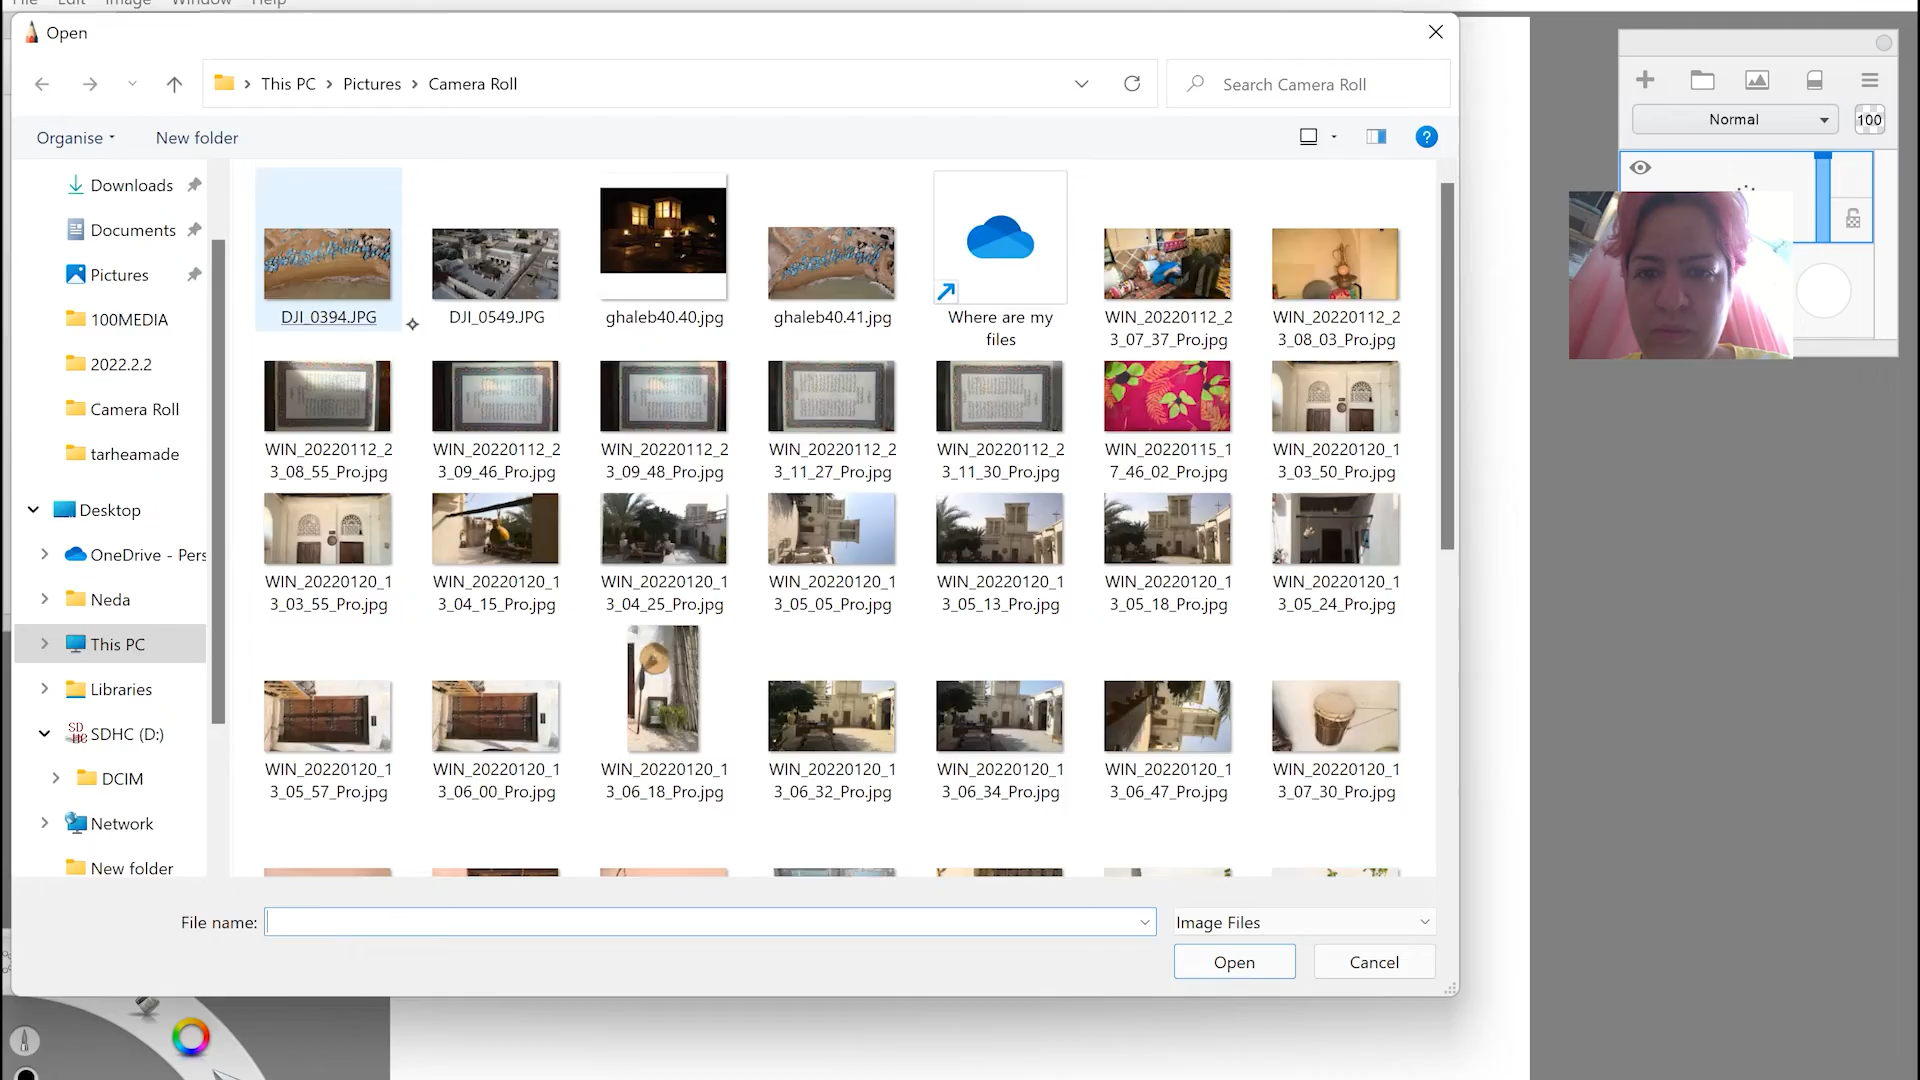 File Edit Image Window Help
Open
This PC > Pictures > Camera Roll
Search Camera Roll
Organise
New folder
?
Normal
100
Downloads
Documents
Pictures
100MEDIA
2022.2.2
Camera Roll
tarheamade
Desktop
OneDrive - Pers
Neda
This PC
Libraries
SDHC (D:)
DCIM
Network
New folder
DJI_0394.JPG
DJI_0549.JPG
ghaleb40.40.jpg
ghaleb40.41.jpg
Where are my
files
WIN_20220112_2
3_07_37_Pro.jpg
WIN_20220112_2
3_08_03_Pro.jpg
WIN_20220112_2
3_08_55_Pro.jpg
WIN_20220112_2
3_09_46_Pro.jpg
WIN_20220112_2
3_09_48_Pro.jpg
WIN_20220112_2
3_11_27_Pro.jpg
WIN_20220112_2
3_11_30_Pro.jpg
WIN_20220115_1
7_46_02_Pro.jpg
WIN_20220120_1
3_03_50_Pro.jpg
WIN_20220120_1
3_03_55_Pro.jpg
WIN_20220120_1
3_04_15_Pro.jpg
WIN_20220120_1
3_04_25_Pro.jpg
WIN_20220120_1
3_05_05_Pro.jpg
WIN_20220120_1
3_05_13_Pro.jpg
WIN_20220120_1
3_05_18_Pro.jpg
WIN_20220120_1
3_05_24_Pro.jpg
WIN_20220120_1
3_05_57_Pro.jpg
WIN_20220120_1
3_06_00_Pro.jpg
WIN_20220120_1
3_06_18_Pro.jpg
WIN_20220120_1
3_06_32_Pro.jpg
WIN_20220120_1
3_06_34_Pro.jpg
WIN_20220120_1
3_06_47_Pro.jpg
WIN_20220120_1
3_07_30_Pro.jpg
File name:
Image Files
Open
Cancel